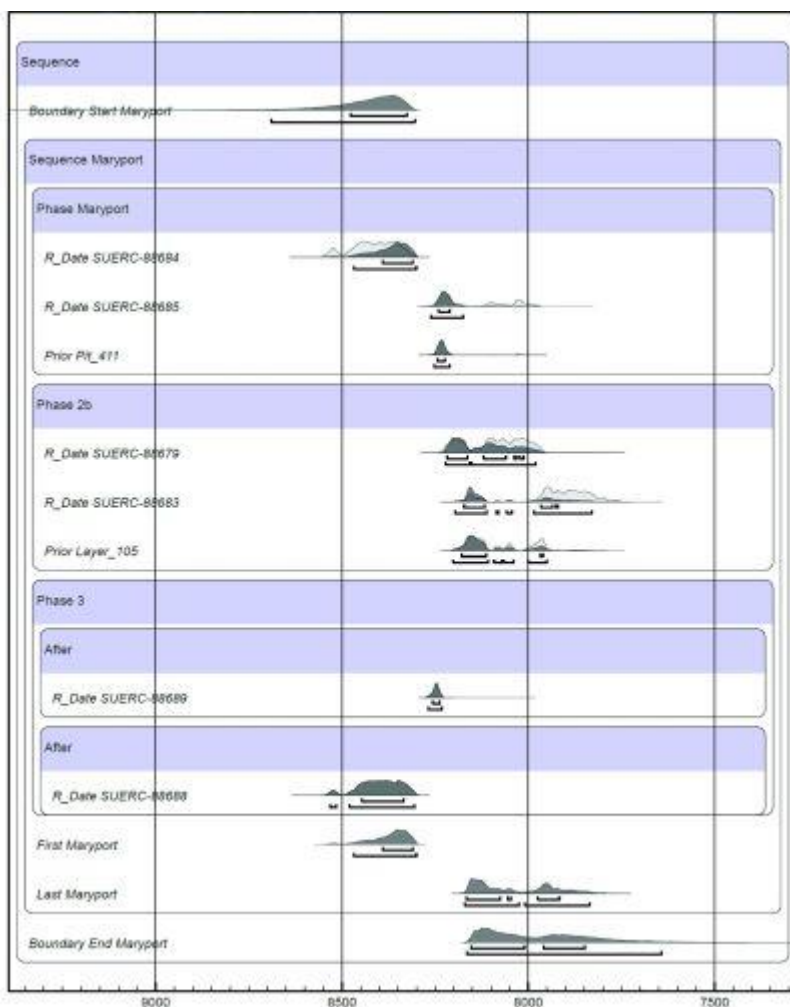 Sequence
Boundary Start Maryport
Sequence Maryport
Phase Maryport
R_Date SUERC-88684
R_Date SUERC-88685
Prior Pit_411
Phase 2b
R_Date SUERC-88679
R_Date SUERC-88683
Prior Layer_105
Phase 3
After
R_Date SUERC-88689
After
R_Date SUERC-88688
First Maryport
Last Maryport
Boundary End Maryport
9000 8500 8000 7500